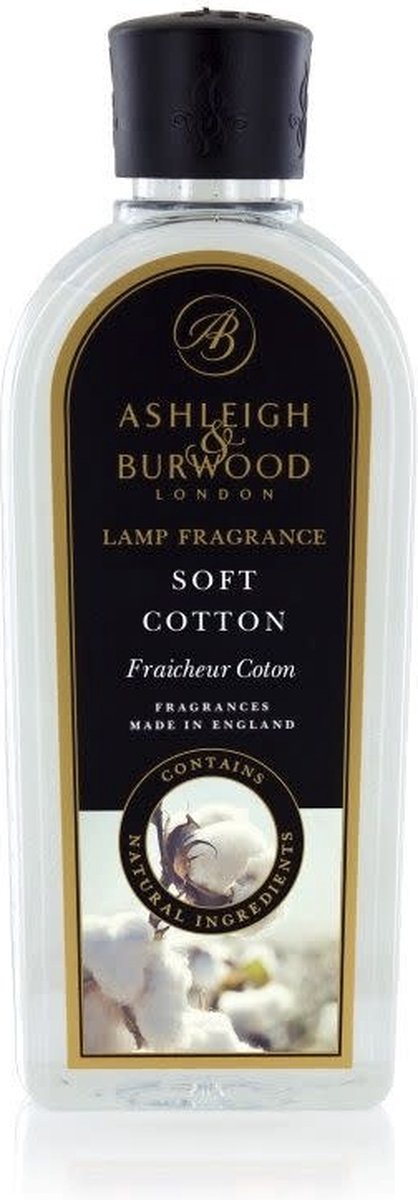 AB
ASHLEIGH
&
BURWOOD
LONDON
LAMP FRAGRANCE
SOFT
COTTON
Fraicheur Coton
FRAGRANCES
MADE IN ENGLAND
CONTAINS
NATURAL INGREDIENTS